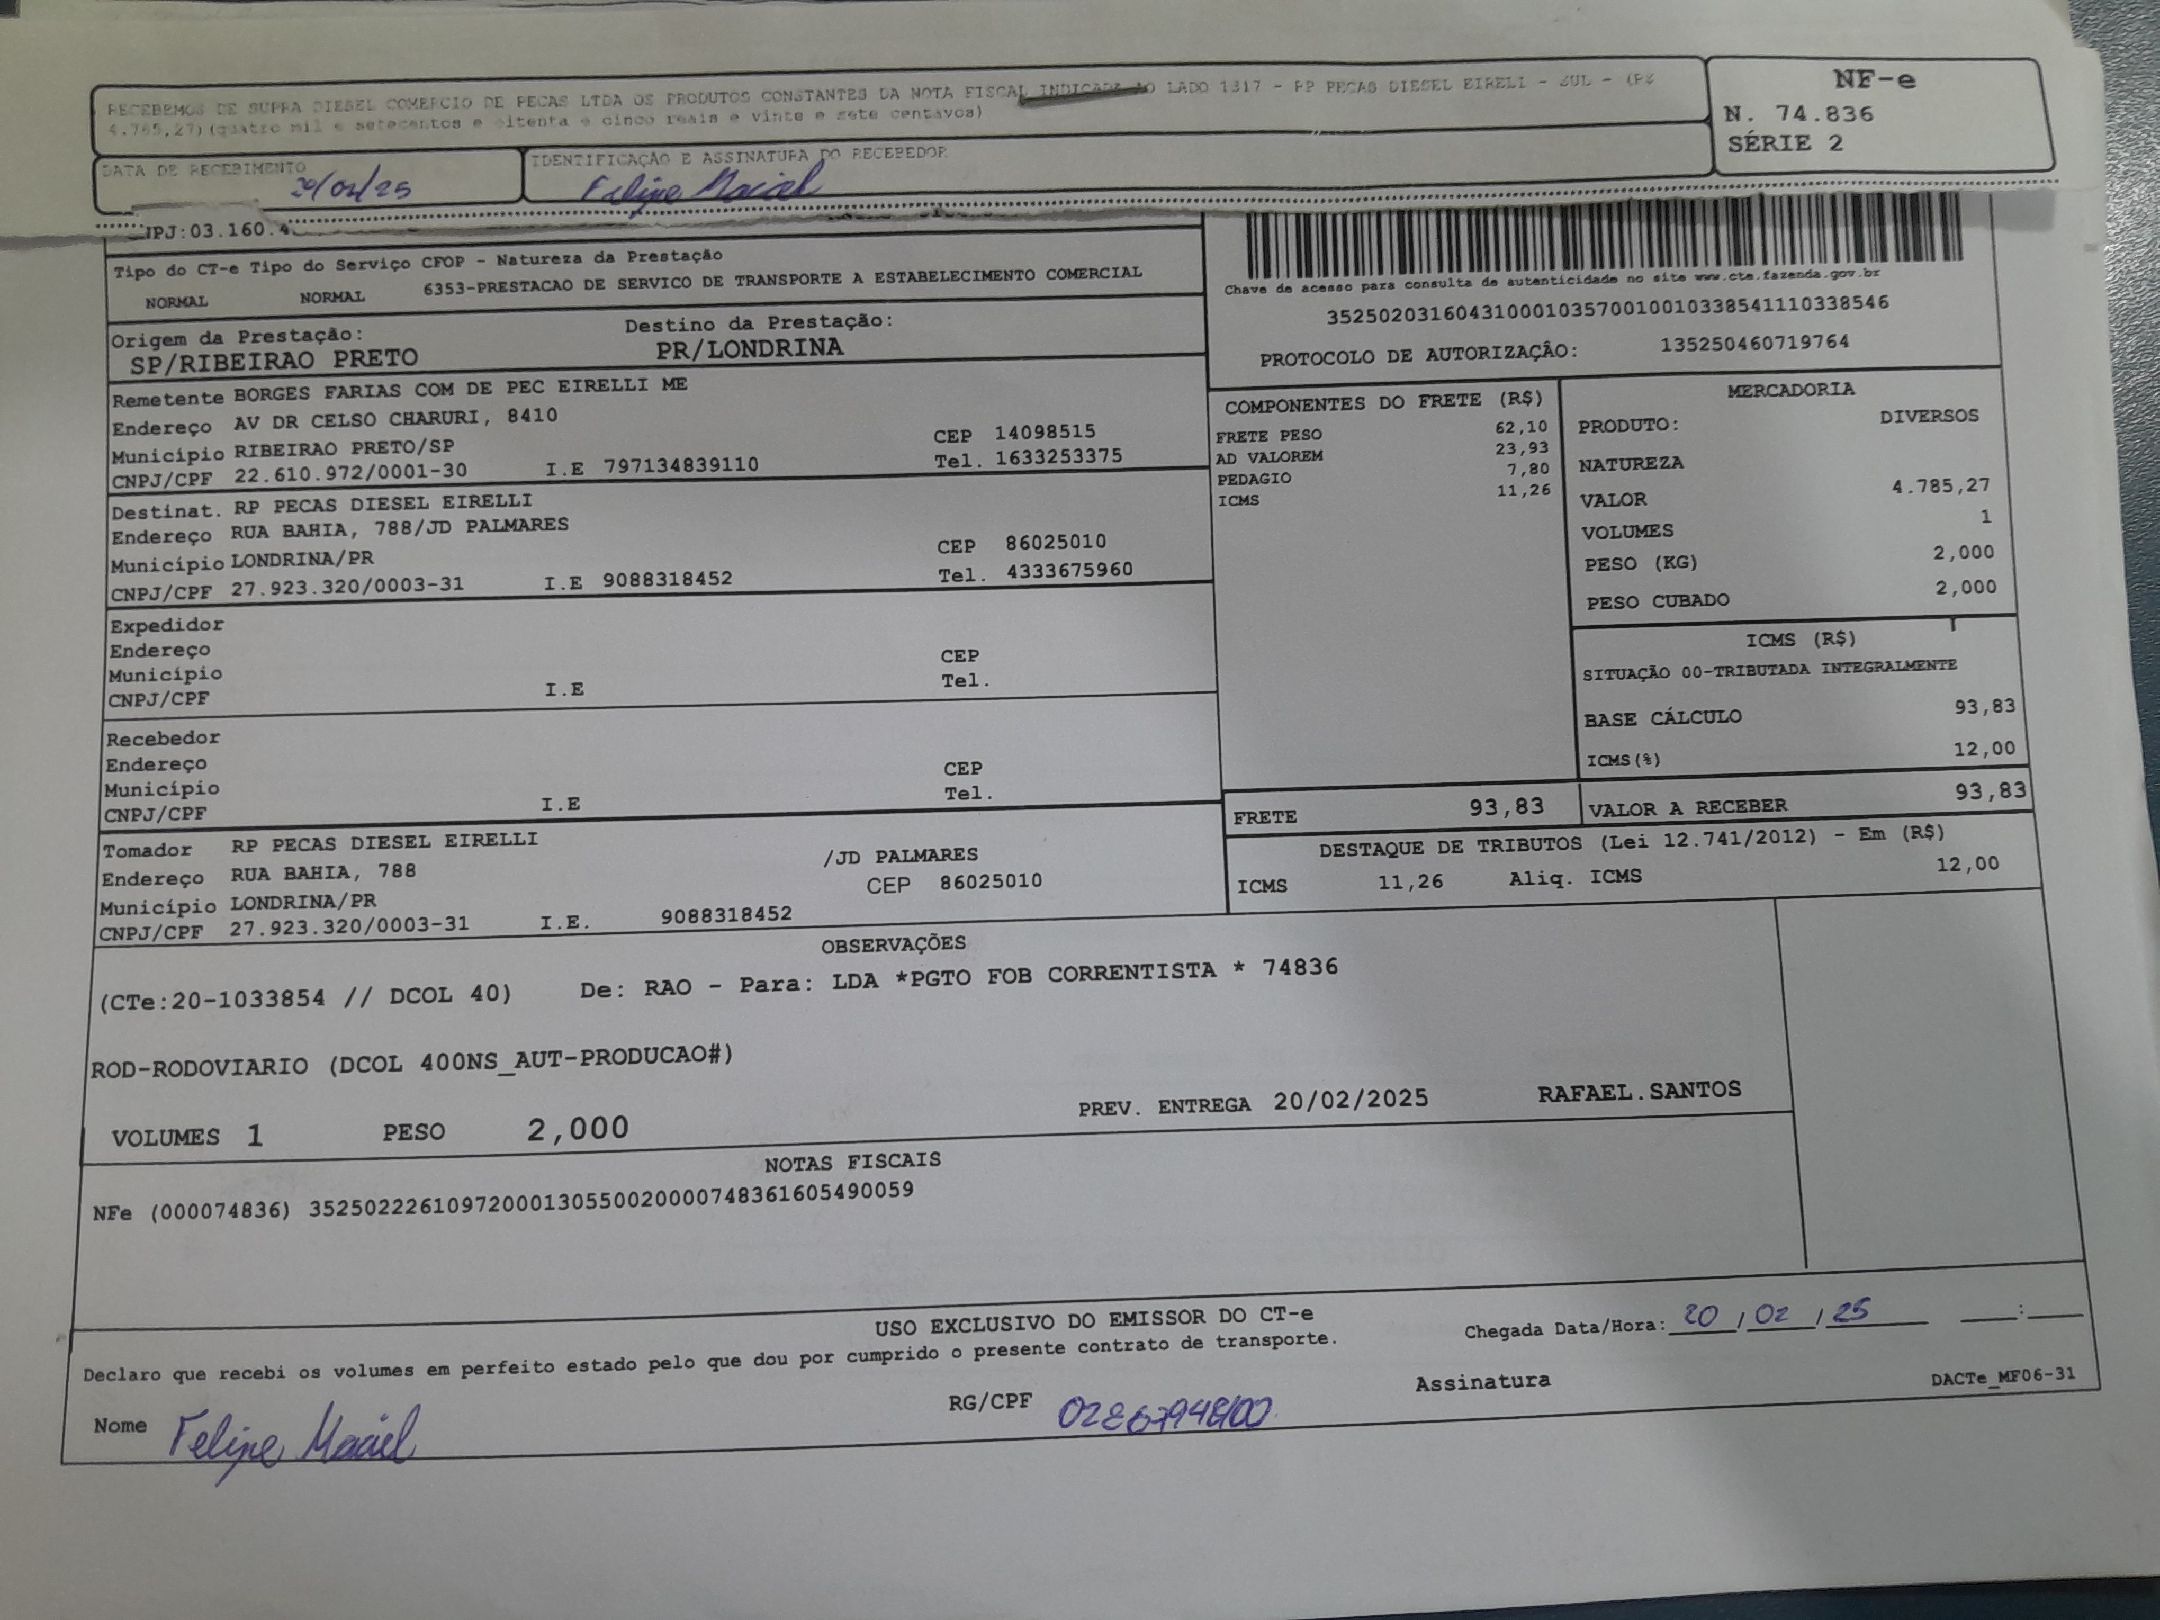 RECEBEMOS DE SUPRA DIESEL COMERCIO DE PECAS LTDA OS PRODUTOS CONSTANTES DA NOTA FISCAL INDICADA AO LADO 1317 - RP PECAS DIESEL EIRELI - SUL - (R$
4.785,27)(quatro mil e setecentos e oitenta e cinco reais e vinte e sete centavos)
NF-e
N. 74.836
SÉRIE 2
DATA DE RECEBIMENTO
20/02/25
IDENTIFICAÇÃO E ASSINATURA DO RECEBEDOR
Felipe Maciel
CNPJ:03.160.4
Tipo do CT-e Tipo do Serviço CFOP - Natureza da Prestação
NORMAL NORMAL 6353-PRESTACAO DE SERVICO DE TRANSPORTE A ESTABELECIMENTO COMERCIAL
Chave de acesso para consulta de autenticidade no site www.cte.fazenda.gov.br
35250203160431000103570010010338541110338546
PROTOCOLO DE AUTORIZAÇÃO: 135250460719764
Origem da Prestação: Destino da Prestação:
SP/RIBEIRAO PRETO PR/LONDRINA
Remetente BORGES FARIAS COM DE PEC EIRELLI ME
Endereço AV DR CELSO CHARURI, 8410
Município RIBEIRAO PRETO/SP CEP 14098515
CNPJ/CPF 22.610.972/0001-30 I.E 797134839110 Tel. 1633253375
Destinat. RP PECAS DIESEL EIRELLI
Endereço RUA BAHIA, 788/JD PALMARES
Município LONDRINA/PR CEP 86025010
CNPJ/CPF 27.923.320/0003-31 I.E 9088318452 Tel. 4333675960
Expedidor
Endereço
Município CEP
CNPJ/CPF I.E Tel.
Recebedor
Endereço
Município CEP
CNPJ/CPF I.E Tel.
Tomador RP PECAS DIESEL EIRELLI
Endereço RUA BAHIA, 788 /JD PALMARES
Município LONDRINA/PR CEP 86025010
CNPJ/CPF 27.923.320/0003-31 I.E. 9088318452
COMPONENTES DO FRETE (R$)
FRETE PESO 62,10
AD VALOREM 23,93
PEDAGIO 7,80
ICMS 11,26
MERCADORIA
PRODUTO: DIVERSOS
NATUREZA
VALOR 4.785,27
VOLUMES 1
PESO (KG) 2,000
PESO CUBADO 2,000
ICMS (R$)
SITUAÇÃO 00-TRIBUTADA INTEGRALMENTE
BASE CÁLCULO 93,83
ICMS(%) 12,00
FRETE 93,83 VALOR A RECEBER 93,83
DESTAQUE DE TRIBUTOS (Lei 12.741/2012) - Em (R$)
ICMS 11,26 Aliq. ICMS 12,00
OBSERVAÇÕES
(CTe:20-1033854 // DCOL 40) De: RAO - Para: LDA *PGTO FOB CORRENTISTA * 74836
ROD-RODOVIARIO (DCOL 400NS_AUT-PRODUCAO#)
VOLUMES 1 PESO 2,000 PREV. ENTREGA 20/02/2025 RAFAEL.SANTOS
NOTAS FISCAIS
NFe (000074836) 35250222610972000130550020000748361605490059
USO EXCLUSIVO DO EMISSOR DO CT-e
Declaro que recebi os volumes em perfeito estado pelo que dou por cumprido o presente contrato de transporte.
Chegada Data/Hora: 20/02/25 :
Nome Felipe Maciel RG/CPF Assinatura
DACTe_MF06-31